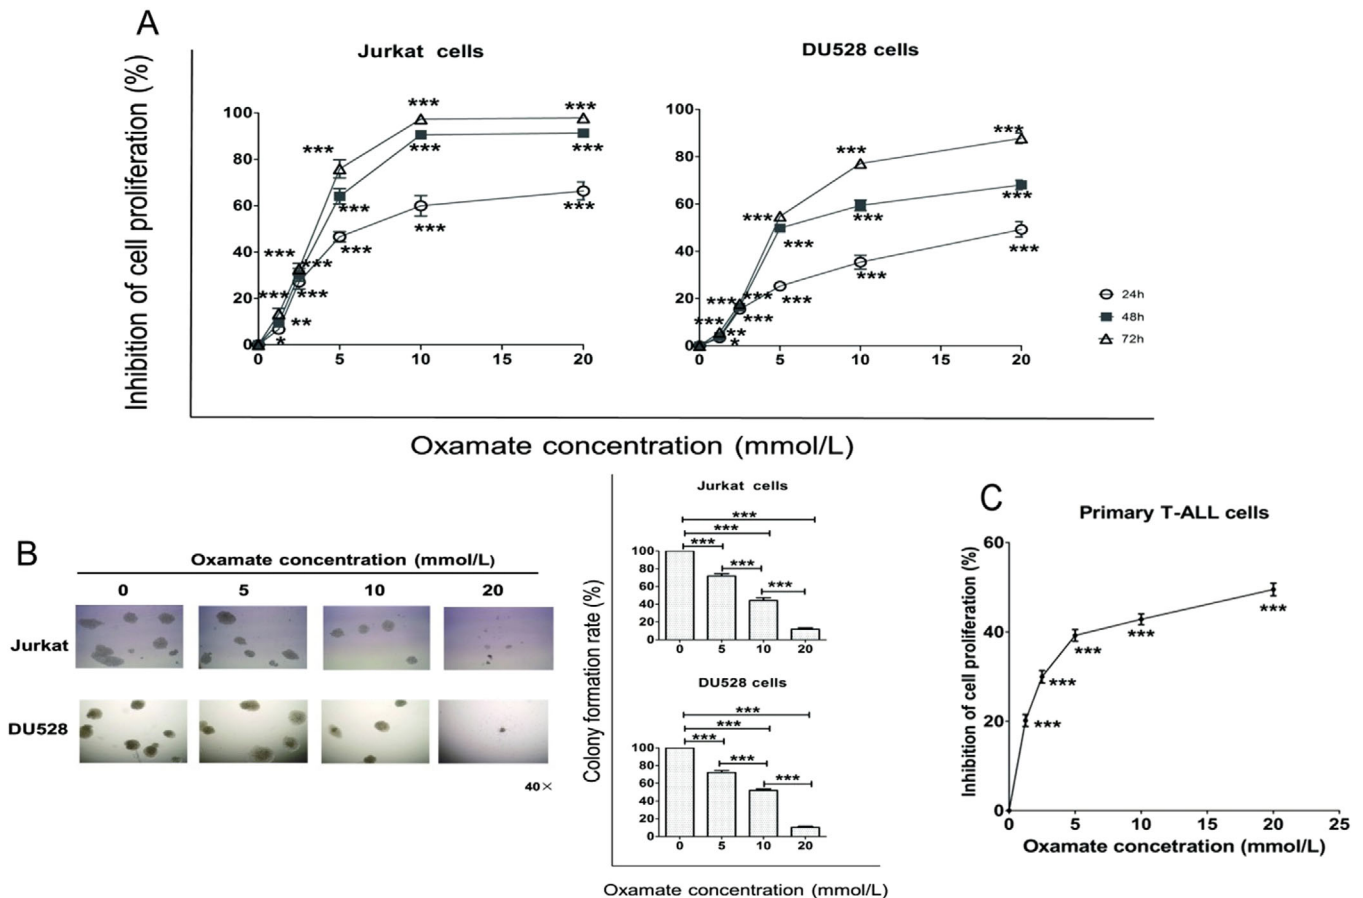 A
Jurkat cells
DU528 cells
Inhibition of cell proliferation (%)
100
80
60
40
20
0
0 5 10 15 20
*** *** *** *** *** *** *** *** *** *** *** *** *** ** *
100
80
60
40
20
0
0 5 10 15 20
*** *** *** *** *** *** *** *** *** *** *** *** *** ** *
24h
48h
72h
Oxamate concentration (mmol/L)
B
Oxamate concentration (mmol/L)
0 5 10 20
Jurkat
DU528
40×
Colony formation rate (%)
Jurkat cells
***
***
***
***
***
100
80
60
40
20
0
0 5 10 20
DU528 cells
***
***
***
***
***
100
80
60
40
20
0
0 5 10 20
Oxamate concentration (mmol/L)
C
Primary T-ALL cells
Inhibition of cell proliferation (%)
60
40
20
0
***
***
***
***
***
0 5 10 15 20 25
Oxamate concetration (mmol/L)